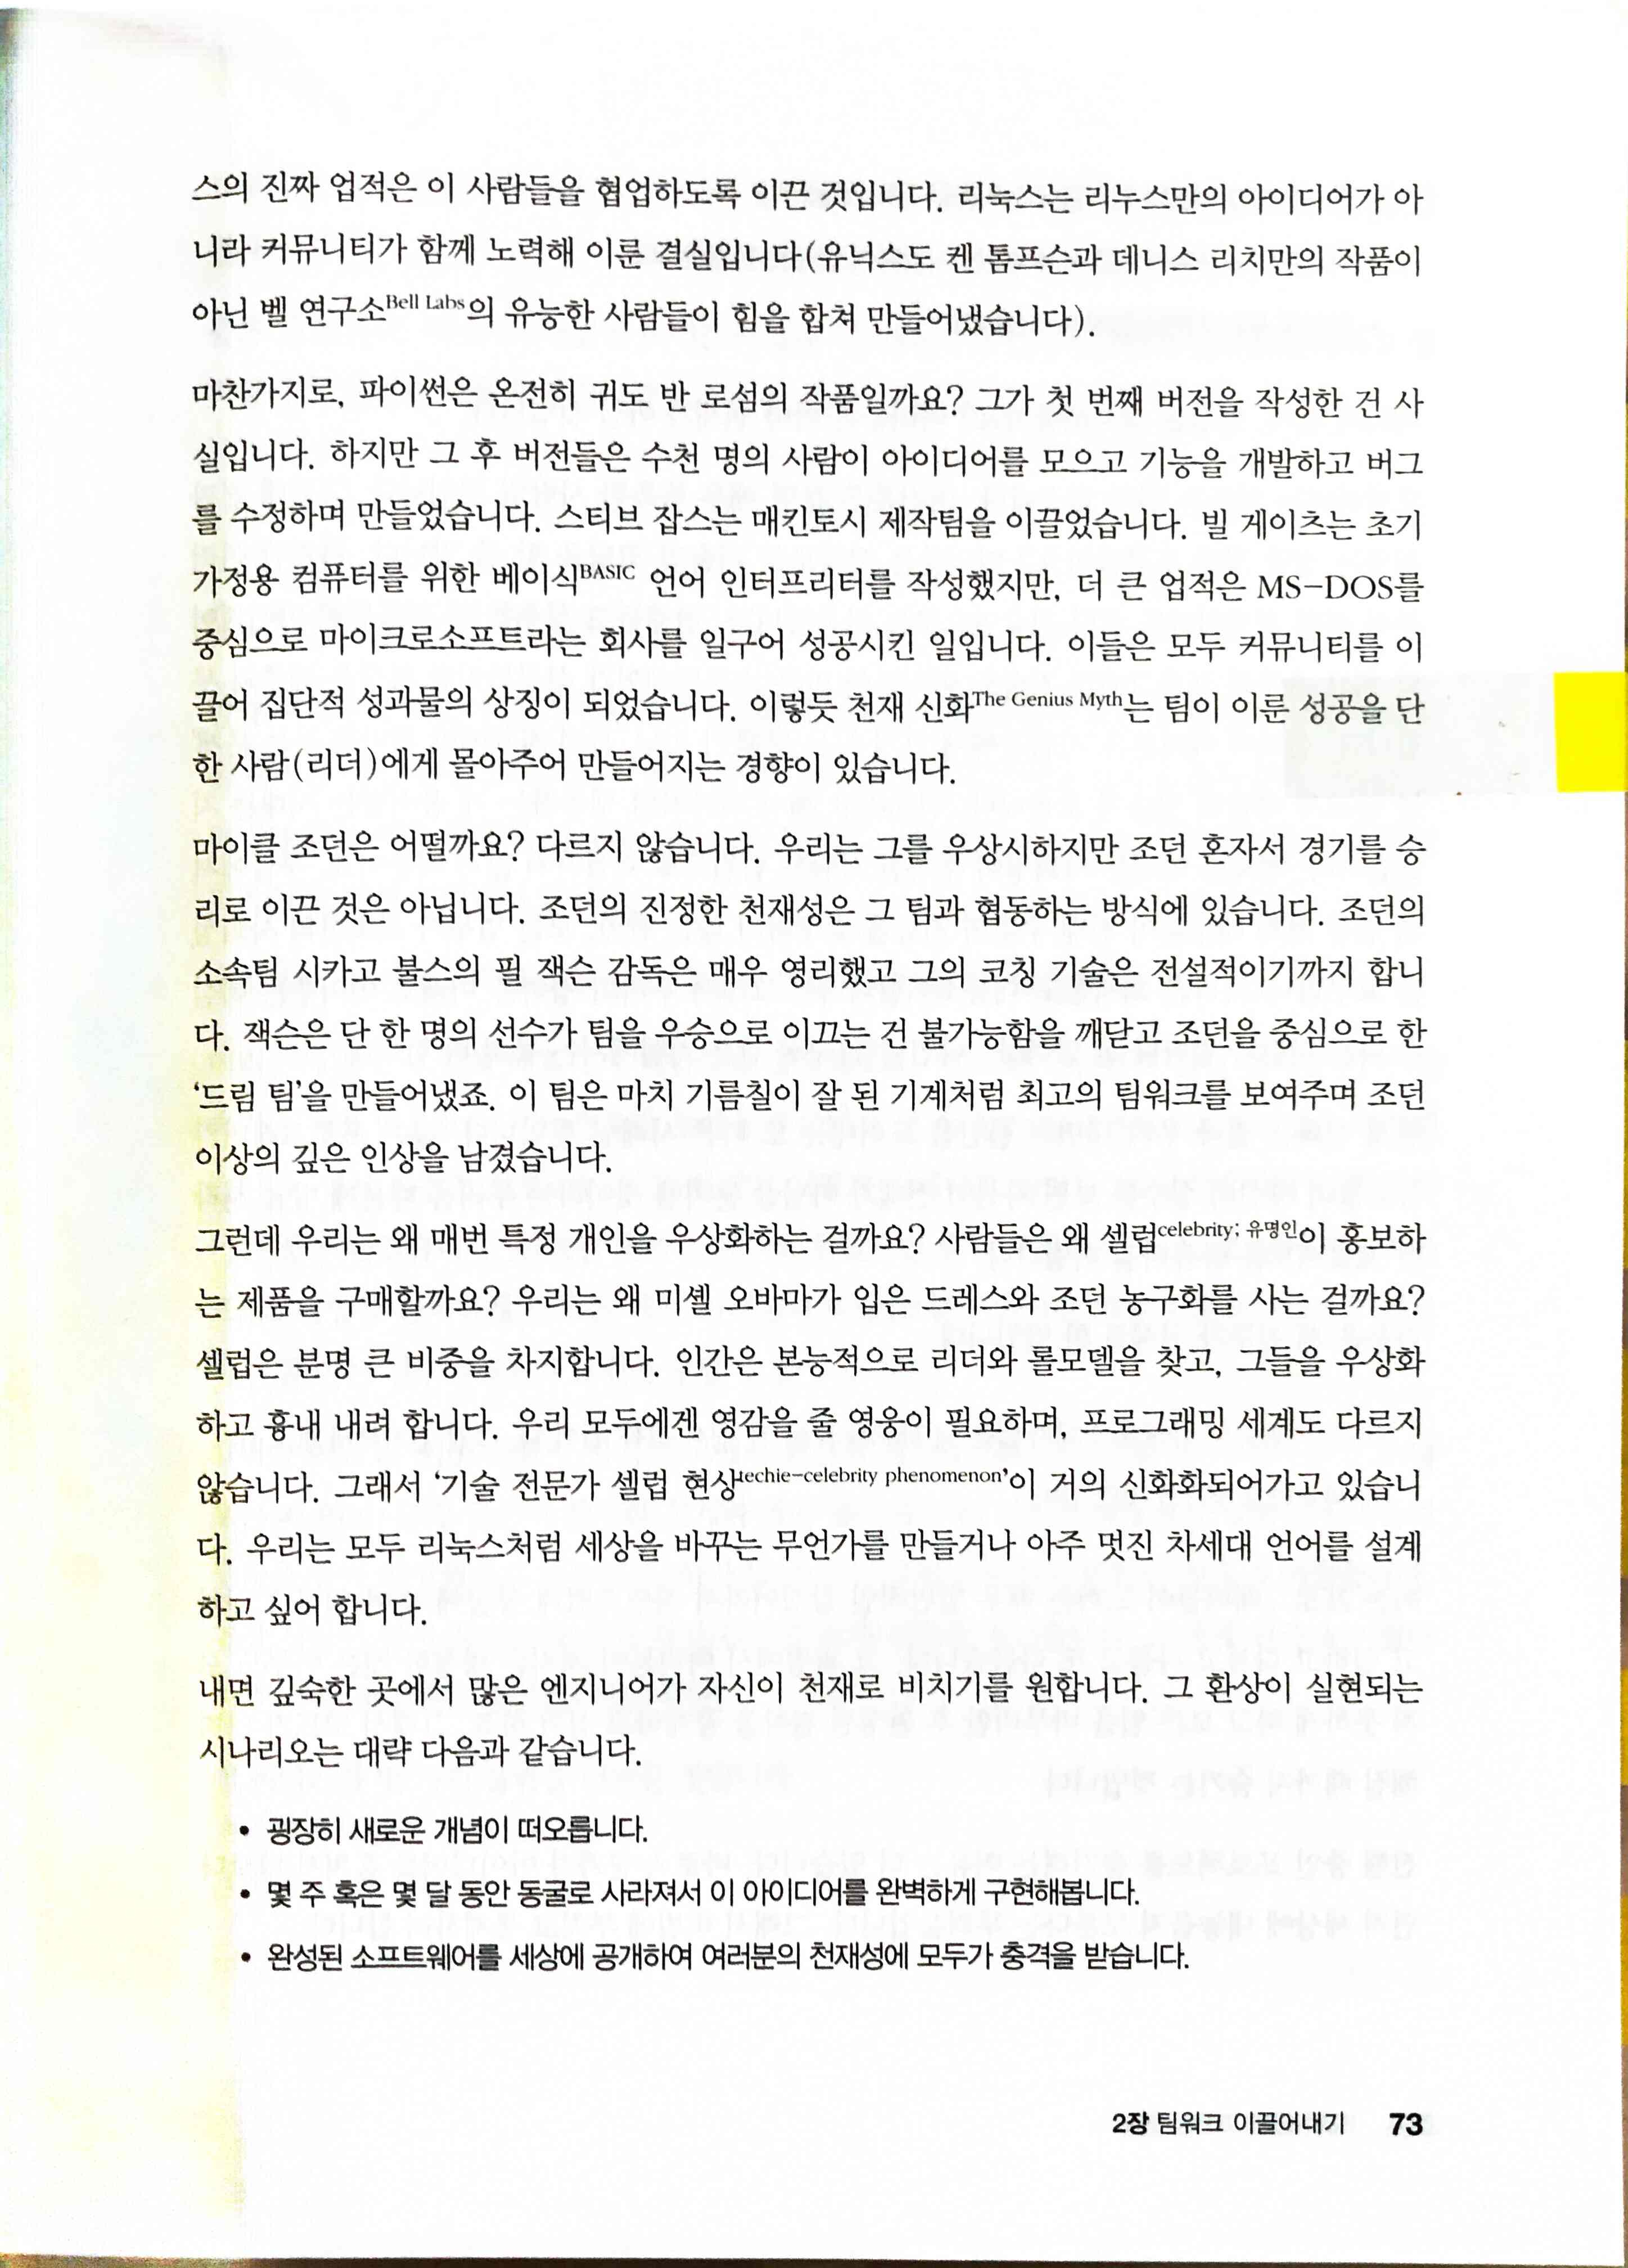 스의 진짜 업적은 이 사람들을 협업하도록 이끈 것입니다. 리눅스는 리누스만의 아이디어가 아
니라 커뮤니티가 함께 노력해 이룬 결실입니다(유닉스도 켄 톰프슨과 데니스 리치만의 작품이
아닌 벨 연구소Bell Labs의 유능한 사람들이 힘을 합쳐 만들어냈습니다).
마찬가지로, 파이썬은 온전히 귀도 반 로섬의 작품일까요? 그가 첫 번째 버전을 작성한 건 사
실입니다. 하지만 그 후 버전들은 수천 명의 사람이 아이디어를 모으고 기능을 개발하고 버그
를 수정하며 만들었습니다. 스티브 잡스는 매킨토시 제작팀을 이끌었습니다. 빌 게이츠는 초기
가정용 컴퓨터를 위한 베이식BASIC 언어 인터프리터를 작성했지만, 더 큰 업적은 MS-DOS를
중심으로 마이크로소프트라는 회사를 일구어 성공시킨 일입니다. 이들은 모두 커뮤니티를 이
끌어 집단적 성과물의 상징이 되었습니다. 이렇듯 천재 신화The Genius Myth는 팀이 이룬 성공을 단
한 사람(리더)에게 몰아주어 만들어지는 경향이 있습니다.
마이클 조던은 어떨까요? 다르지 않습니다. 우리는 그를 우상시하지만 조던 혼자서 경기를 승
리로 이끈 것은 아닙니다. 조던의 진정한 천재성은 그 팀과 협동하는 방식에 있습니다. 조던의
소속팀 시카고 불스의 필 잭슨 감독은 매우 영리했고 그의 코칭 기술은 전설적이기까지 합니
다. 잭슨은 단 한 명의 선수가 팀을 우승으로 이끄는 건 불가능함을 깨닫고 조던을 중심으로 한
‘드림 팀’을 만들어냈죠. 이 팀은 마치 기름칠이 잘 된 기계처럼 최고의 팀워크를 보여주며 조던
이상의 깊은 인상을 남겼습니다.
그런데 우리는 왜 매번 특정 개인을 우상화하는 걸까요? 사람들은 왜 셀럽celebrity; 유명인이 홍보하
는 제품을 구매할까요? 우리는 왜 미셸 오바마가 입은 드레스와 조던 농구화를 사는 걸까요?
셀럽은 분명 큰 비중을 차지합니다. 인간은 본능적으로 리더와 롤모델을 찾고, 그들을 우상화
하고 흉내 내려 합니다. 우리 모두에겐 영감을 줄 영웅이 필요하며, 프로그래밍 세계도 다르지
않습니다. 그래서 ‘기술 전문가 셀럽 현상techie-celebrity phenomenon’이 거의 신화화되어가고 있습니
다. 우리는 모두 리눅스처럼 세상을 바꾸는 무언가를 만들거나 아주 멋진 차세대 언어를 설계
하고 싶어 합니다.
내면 깊숙한 곳에서 많은 엔지니어가 자신이 천재로 비치기를 원합니다. 그 환상이 실현되는
시나리오는 대략 다음과 같습니다.
• 굉장히 새로운 개념이 떠오릅니다.
• 몇 주 혹은 몇 달 동안 동굴로 사라져서 이 아이디어를 완벽하게 구현해봅니다.
• 완성된 소프트웨어를 세상에 공개하여 여러분의 천재성에 모두가 충격을 받습니다.
2장 팀워크 이끌어내기 73